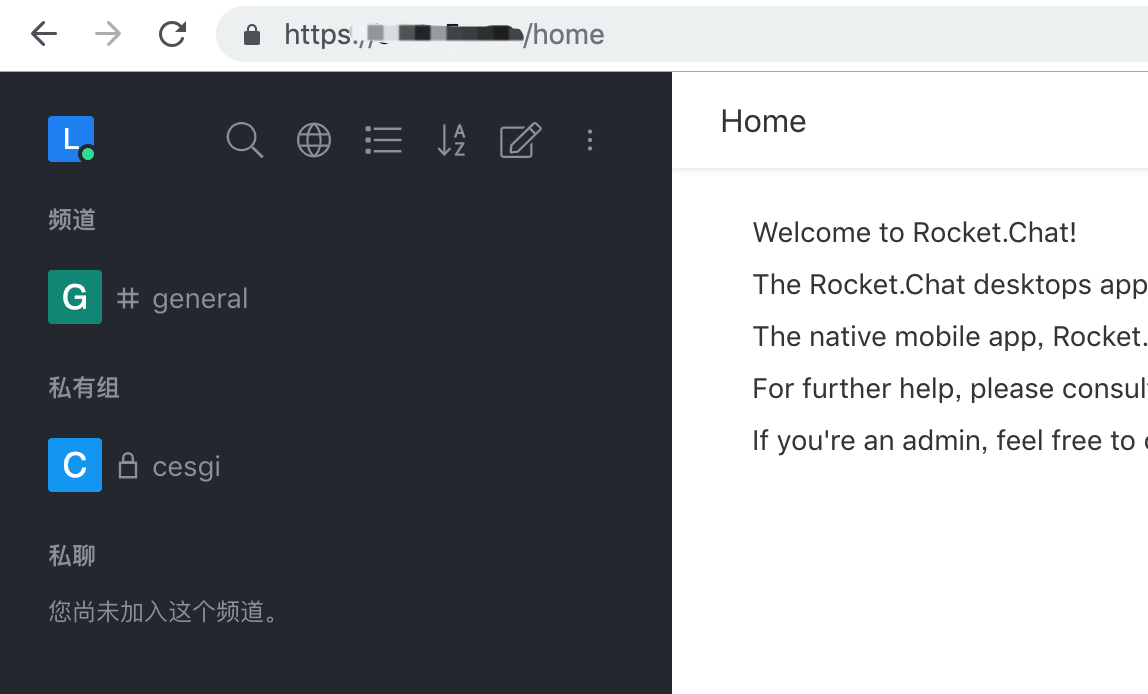 https://
/home
L
A
Z
Home
频道
G general
私有组
C cesgi
私聊
您尚未加入这个频道。
Welcome to Rocket.Chat!
The Rocket.Chat desktops app
The native mobile app, Rocket.
For further help, please consul
If you're an admin, feel free to